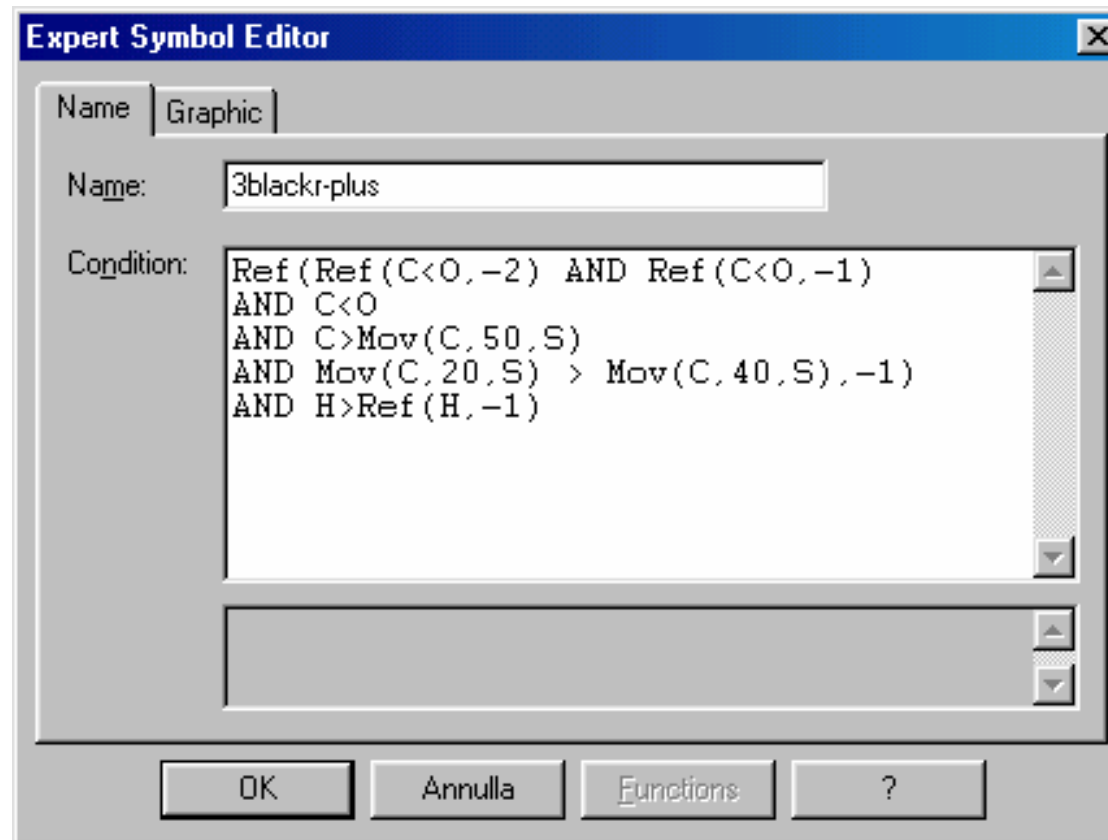 Expert Symbol Editor
Name Graphic
Name: 3blackr-plus
Condition: Ref(Ref(C<O,-2) AND Ref(C<O,-1)
AND C<O
AND C>Mov(C,50,S)
AND Mov(C,20,S) > Mov(C,40,S),-1)
AND H>Ref(H,-1)
OK Annulla Functions ?